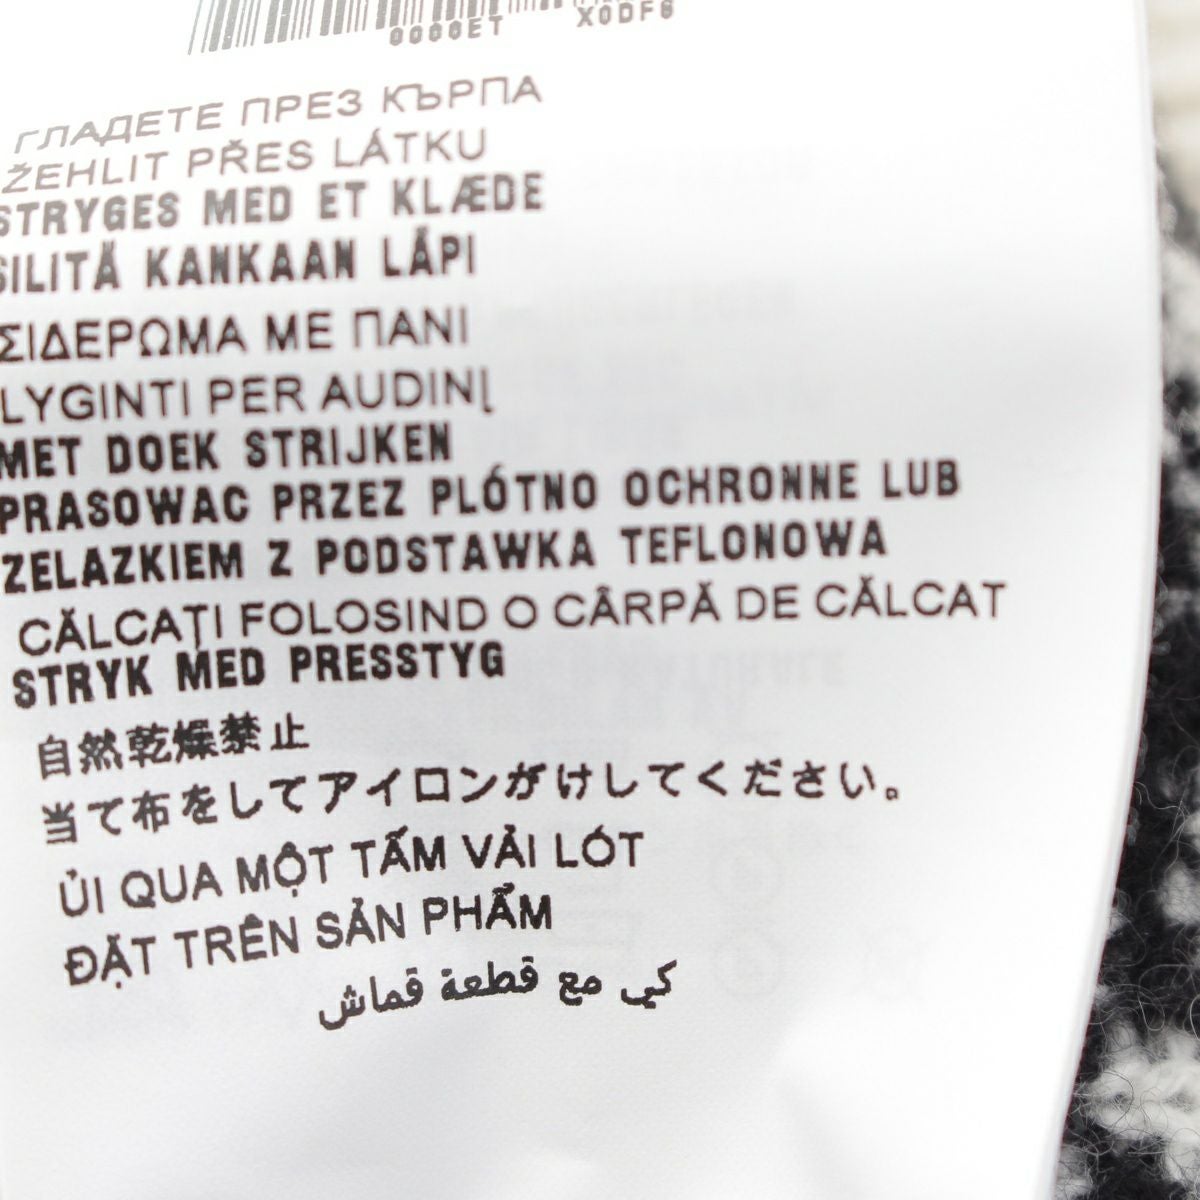 0000ET X0DF6
ГЛАДЕТЕ ПРЕЗ КЪРПА
ŽEHLIT PŘES LÁTKU
STRYGES MED ET KLÆDE
SILITÄ KANKAAN LÄPI
ΣΙΔΕΡΩΜΑ ΜΕ ΠΑΝΙ
LYGINTI PER AUDINĮ
MET DOEK STRIJKEN
PRASOWAC PRZEZ PLÓTNO OCHRONNE LUB
ZELAZKIEM Z PODSTAWKA TEFLONOWA
CĂLCAȚI FOLOSIND O CÂRPĂ DE CĂLCAT
STRYK MED PRESSTYG
自然乾燥禁止
当て布をしてアイロンがけしてください。
ỦI QUA MỘT TẤM VẢI LÓT
ĐẶT TRÊN SẢN PHẨM
كي مع قطعة قماش